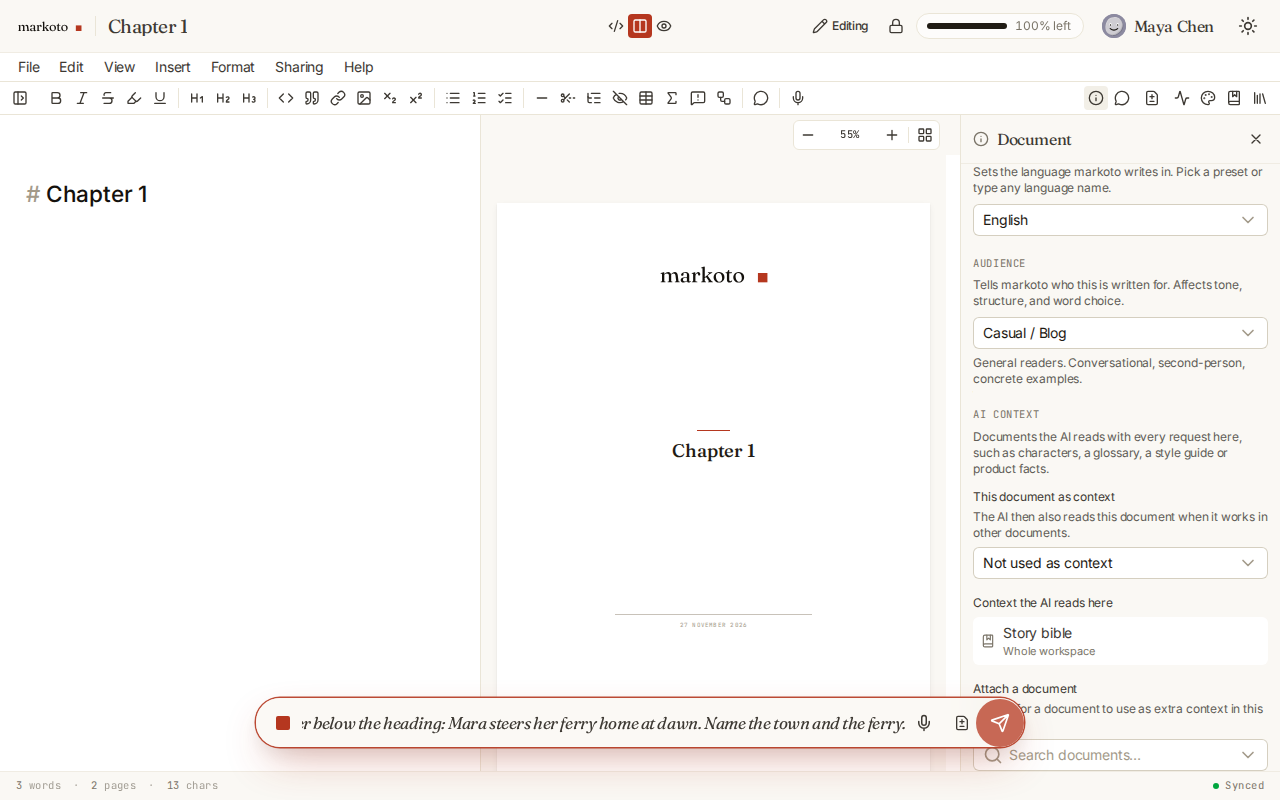 markoto
Chapter 1
Editing
100% left
Maya Chen
File Edit View Insert Format Sharing Help
B I S U H1 H2 H3 X2 X2
55%
Document
# Chapter 1
markoto
Chapter 1
27 NOVEMBER 2026
Sets the language markoto writes in. Pick a preset or
type any language name.
English
AUDIENCE
Tells markoto who this is written for. Affects tone,
structure, and word choice.
Casual / Blog
General readers. Conversational, second-person,
concrete examples.
AI CONTEXT
Documents the AI reads with every request here,
such as characters, a glossary, a style guide or
product facts.
This document as context
The AI then also reads this document when it works in
other documents.
Not used as context
Context the AI reads here
Story bible
Whole workspace
Attach a document
for a document to use as extra context in this
Search documents...
r below the heading: Mara steers her ferry home at dawn. Name the town and the ferry.
3 words · 2 pages · 13 chars
Synced